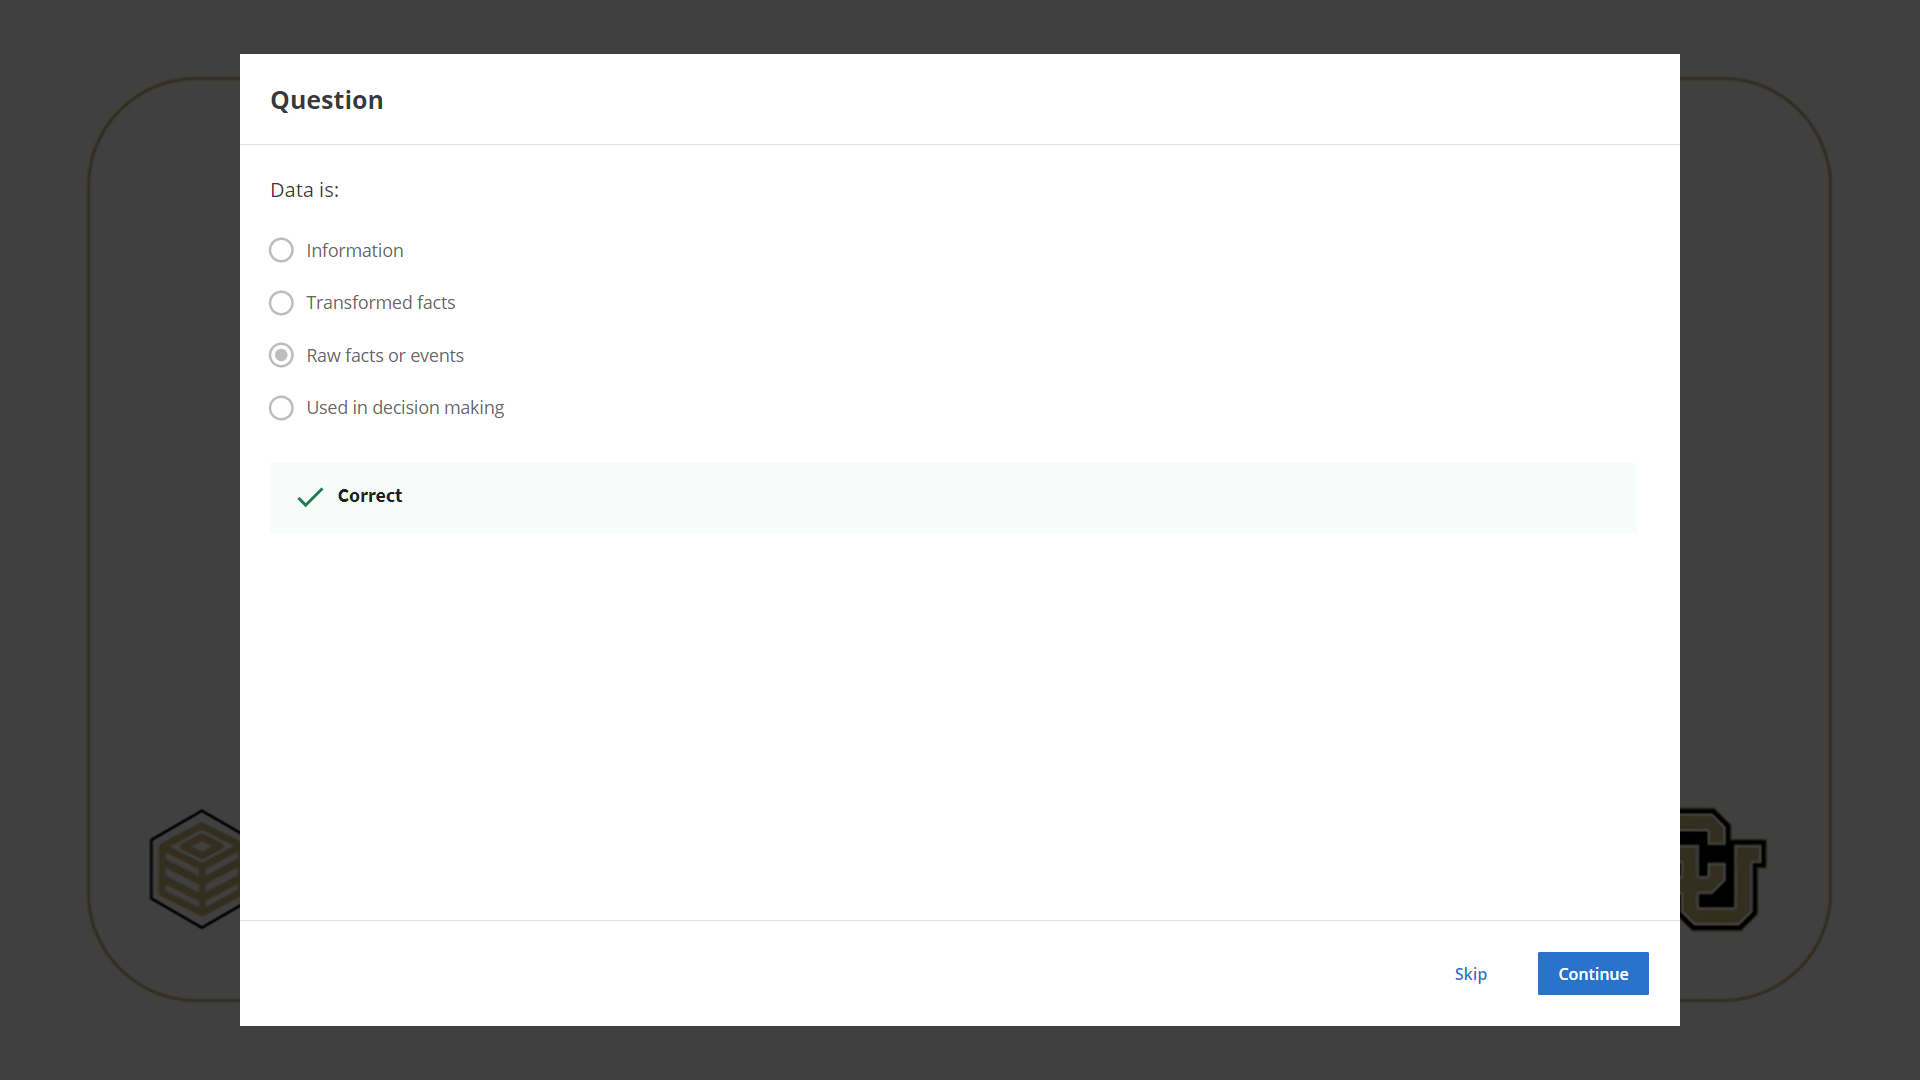 Question
Data is:
Information
Transformed facts
Raw facts or events
Used in decision making
Correct
Skip
Continue